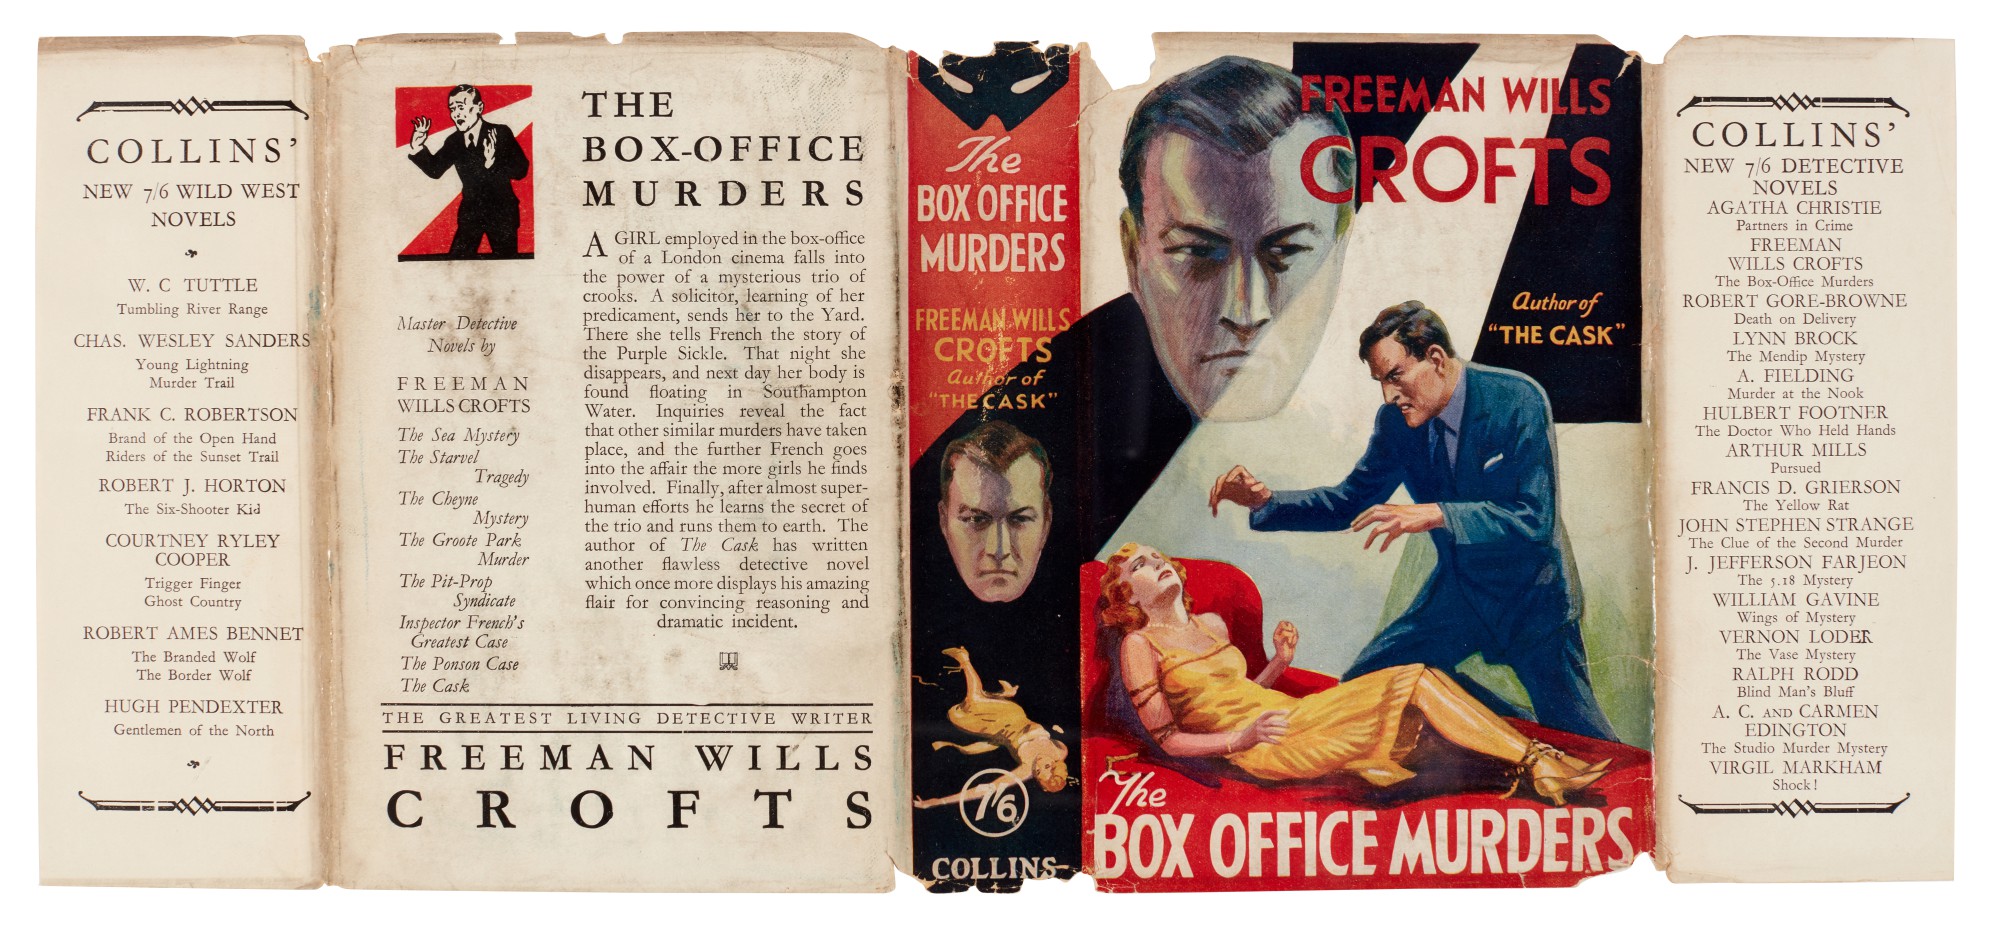 COLLINS'
NEW 7/6 WILD WEST
NOVELS
W. C TUTTLE
Tumbling River Range
CHAS. WESLEY SANDERS
Young Lightning
Murder Trail
FRANK C. ROBERTSON
Brand of the Open Hand
Riders of the Sunset Trail
ROBERT J. HORTON
The Six-Shooter Kid
COURTNEY RYLEY
COOPER
Trigger Finger
Ghost Country
ROBERT AMES BENNET
The Branded Wolf
The Border Wolf
HUGH PENDEXTER
Gentlemen of the North
Master Detective
Novels by
FREEMAN
WILLS CROFTS
The Sea Mystery
The Starvel
Tragedy
The Cheyne
Mystery
The Groote Park
Murder
The Pit-Prop
Syndicate
Inspector French's
Greatest Case
The Ponson Case
The Cask
THE
BOX-OFFICE
MURDERS
A GIRL employed in the box-office
of a London cinema falls into
the power of a mysterious trio of
crooks. A solicitor, learning of her
predicament, sends her to the Yard.
There she tells French the story of
the Purple Sickle. That night she
disappears, and next day her body is
found floating in Southampton
Water. Inquiries reveal the fact
that other similar murders have taken
place, and the further French goes
into the affair the more girls he finds
involved. Finally, after almost super-
human efforts he learns the secret of
the trio and runs them to earth. The
author of The Cask has written
another flawless detective novel
which once more displays his amazing
flair for convincing reasoning and
dramatic incident.
THE GREATEST LIVING DETECTIVE WRITER
FREEMAN WILLS
CROFTS
The
BOX OFFICE
MURDERS
FREEMAN WILLS
CROFTS
Author of
"THE CASK"
7/6
COLLINS
FREEMAN WILLS
CROFTS
Author of
"THE CASK"
The
BOX OFFICE MURDERS
COLLINS'
NEW 7/6 DETECTIVE
NOVELS
AGATHA CHRISTIE
Partners in Crime
FREEMAN
WILLS CROFTS
The Box-Office Murders
ROBERT GORE-BROWNE
Death on Delivery
LYNN BROCK
The Mendip Mystery
A. FIELDING
Murder at the Nook
HULBERT FOOTNER
The Doctor Who Held Hands
ARTHUR MILLS
Pursued
FRANCIS D. GRIERSON
The Yellow Rat
JOHN STEPHEN STRANGE
The Clue of the Second Murder
J. JEFFERSON FARJEON
The 5.18 Mystery
WILLIAM GAVINE
Wings of Mystery
VERNON LODER
The Vase Mystery
RALPH RODD
Blind Man's Bluff
A. C. AND CARMEN
EDINGTON
The Studio Murder Mystery
VIRGIL MARKHAM
Shock!